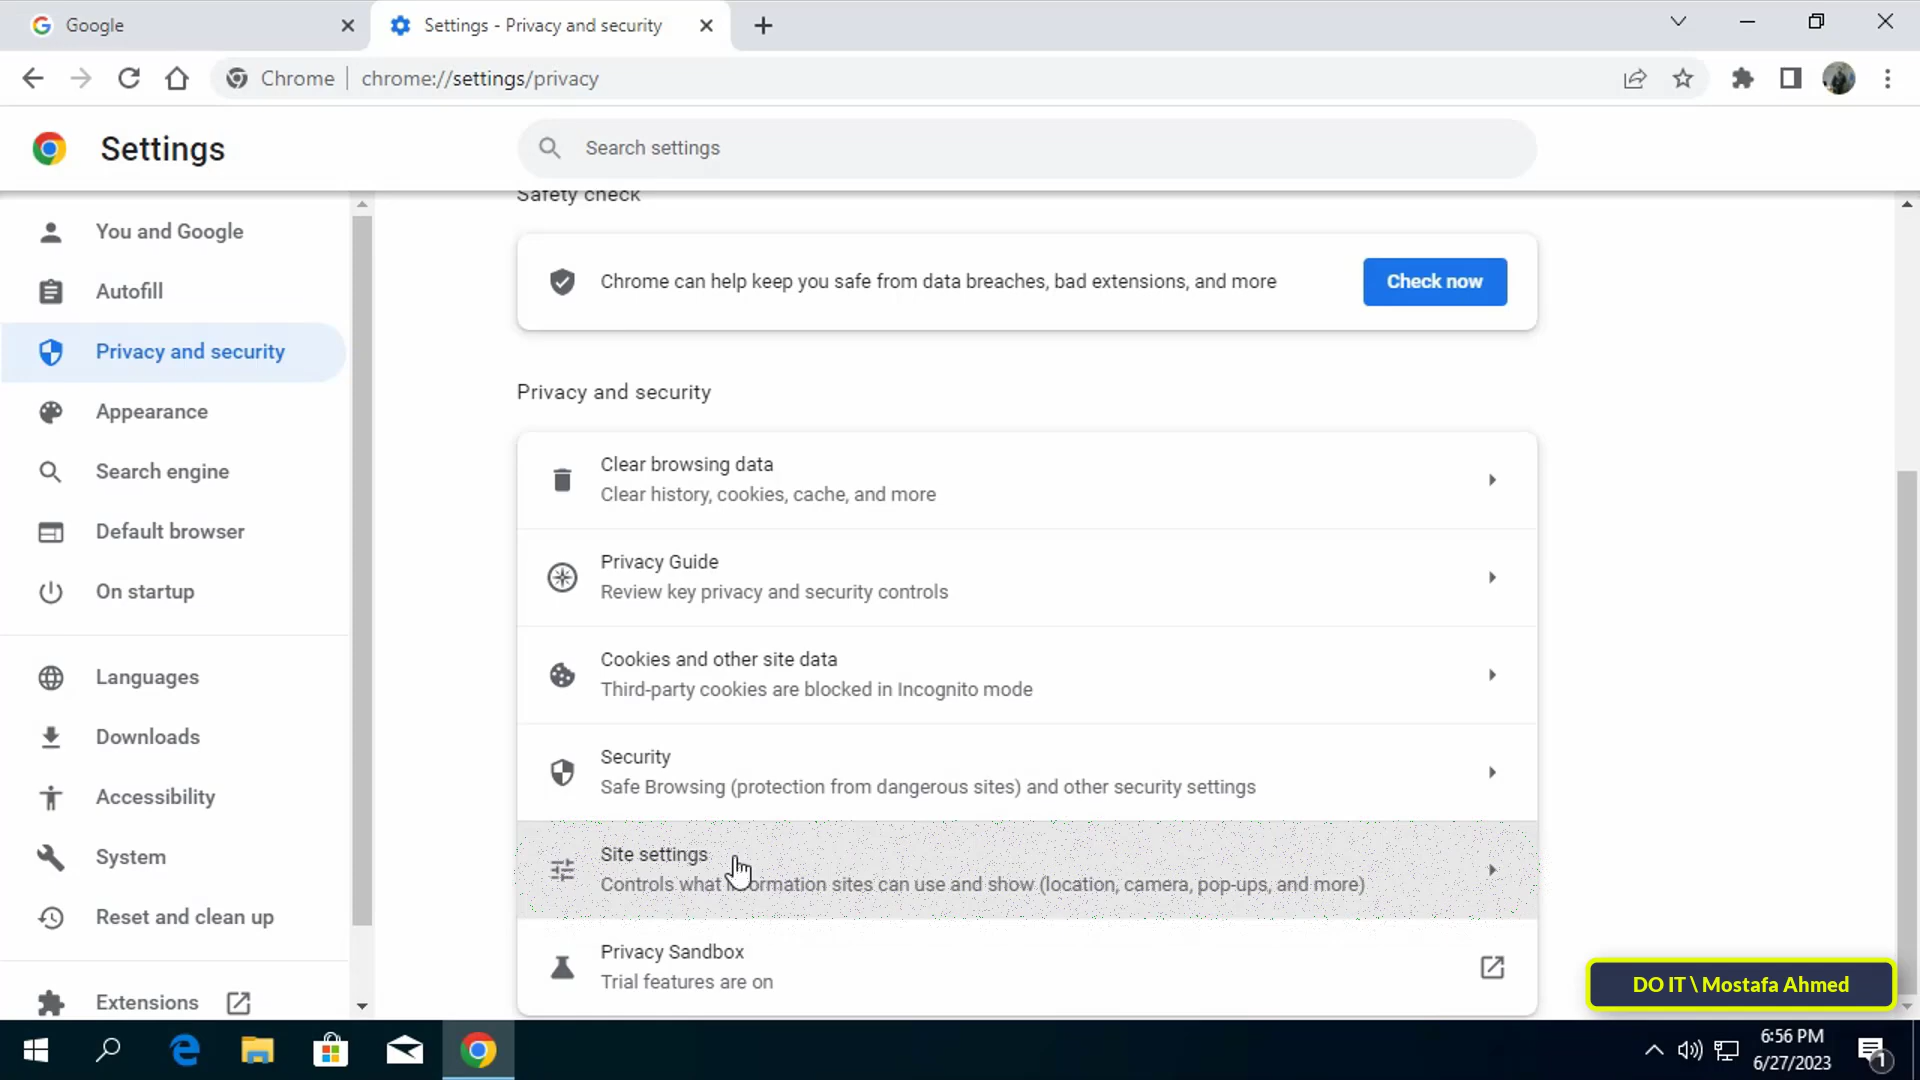 Google
Settings - Privacy and security
Chrome
chrome://settings/privacy
Settings
Search settings
You and Google
Autofill
Privacy and security
Appearance
Search engine
Default browser
On startup
Languages
Downloads
Accessibility
System
Reset and clean up
Extensions
Safety check
Chrome can help keep you safe from data breaches, bad extensions, and more
Check now
Privacy and security
Clear browsing data
Clear history, cookies, cache, and more
Privacy Guide
Review key privacy and security controls
Cookies and other site data
Third-party cookies are blocked in Incognito mode
Security
Safe Browsing (protection from dangerous sites) and other security settings
Site settings
Controls what information sites can use and show (location, camera, pop-ups, and more)
Privacy Sandbox
Trial features are on
DO IT \ Mostafa Ahmed
6:56 PM
6/27/2023
1